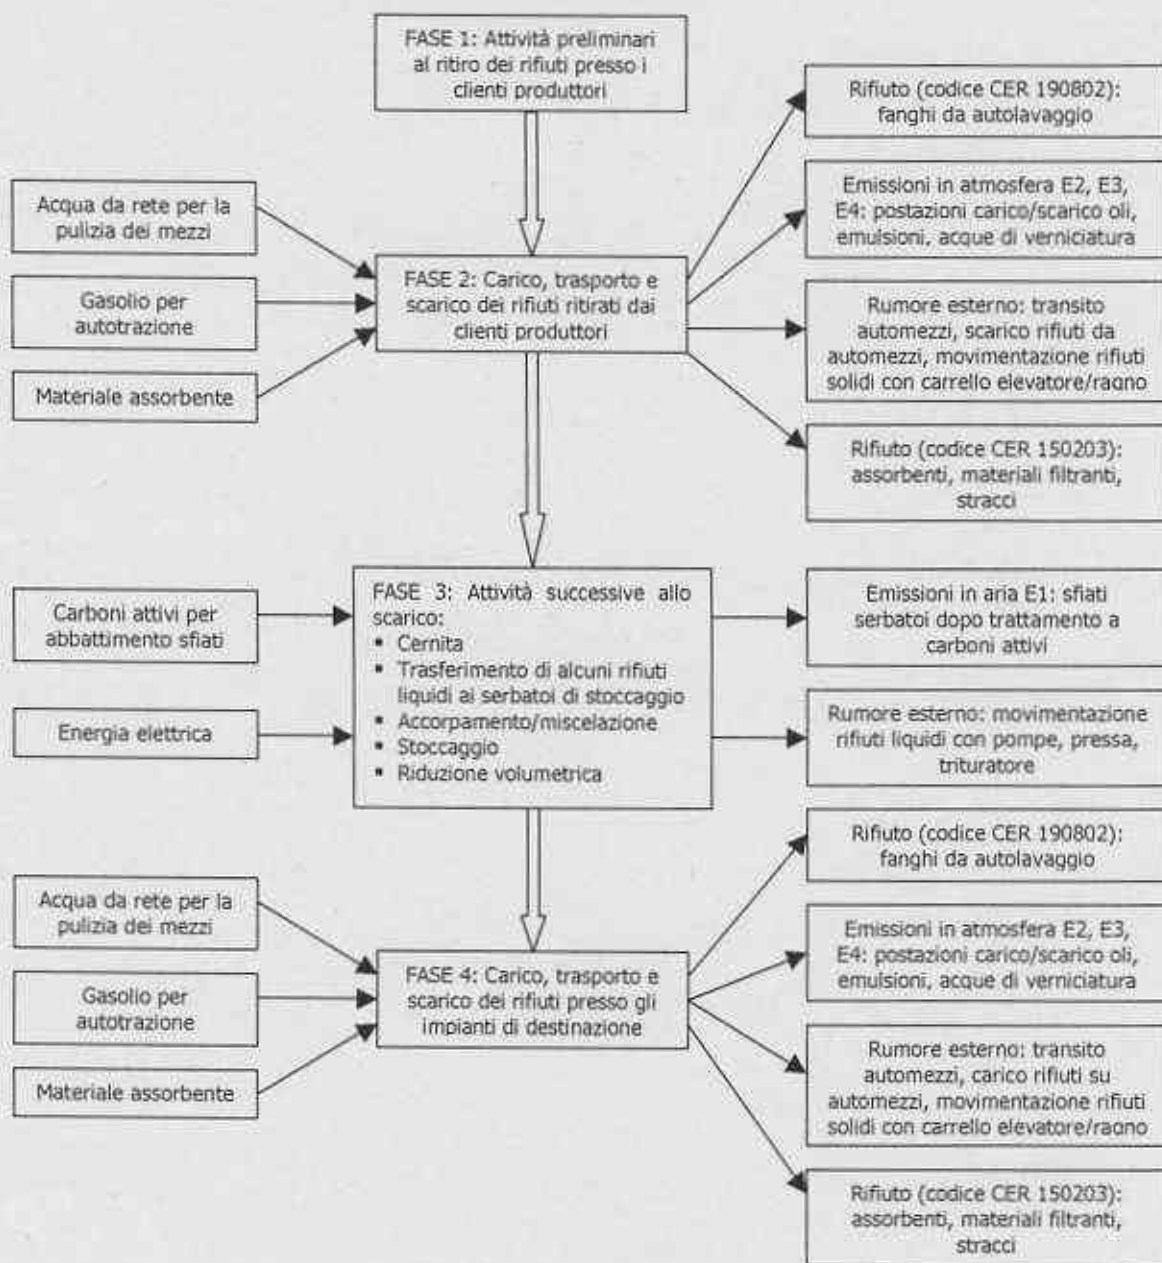 FASE 1: Attività preliminari
al ritiro dei rifiuti presso i
clienti produttori
Acqua da rete per la
pulizia dei mezzi
Gasolio per
autotrazione
Materiale assorbente
FASE 2: Carico, trasporto e
scarico dei rifiuti ritirati dai
clienti produttori
Rifiuto (codice CER 190802):
fanghi da autolavaggio
Emissioni in atmosfera E2, E3,
E4: postazioni carico/scarico oli,
emulsioni, acque di verniciatura
Rumore esterno: transito
automezzi, scarico rifiuti da
automezzi, movimentazione rifiuti
solidi con carrello elevatore/ragno
Rifiuto (codice CER 150203):
assorbenti, materiali filtranti,
stracci
Carboni attivi per
abbattimento sfiati
Energia elettrica
FASE 3: Attività successive allo
scarico:
▪ Cernita
▪ Trasferimento di alcuni rifiuti
liquidi ai serbatoi di stoccaggio
▪ Accorpamento/miscelazione
▪ Stoccaggio
▪ Riduzione volumetrica
Emissioni in aria E1: sfiati
serbatoi dopo trattamento a
carboni attivi
Rumore esterno: movimentazione
rifiuti liquidi con pompe, pressa,
trituratore
Acqua da rete per la
pulizia dei mezzi
Gasolio per
autotrazione
Materiale assorbente
FASE 4: Carico, trasporto e
scarico dei rifiuti presso gli
impianti di destinazione
Rifiuto (codice CER 190802):
fanghi da autolavaggio
Emissioni in atmosfera E2, E3,
E4: postazioni carico/scarico oli,
emulsioni, acque di verniciatura
Rumore esterno: transito
automezzi, carico rifiuti su
automezzi, movimentazione rifiuti
solidi con carrello elevatore/ragno
Rifiuto (codice CER 150203):
assorbenti, materiali filtranti,
stracci